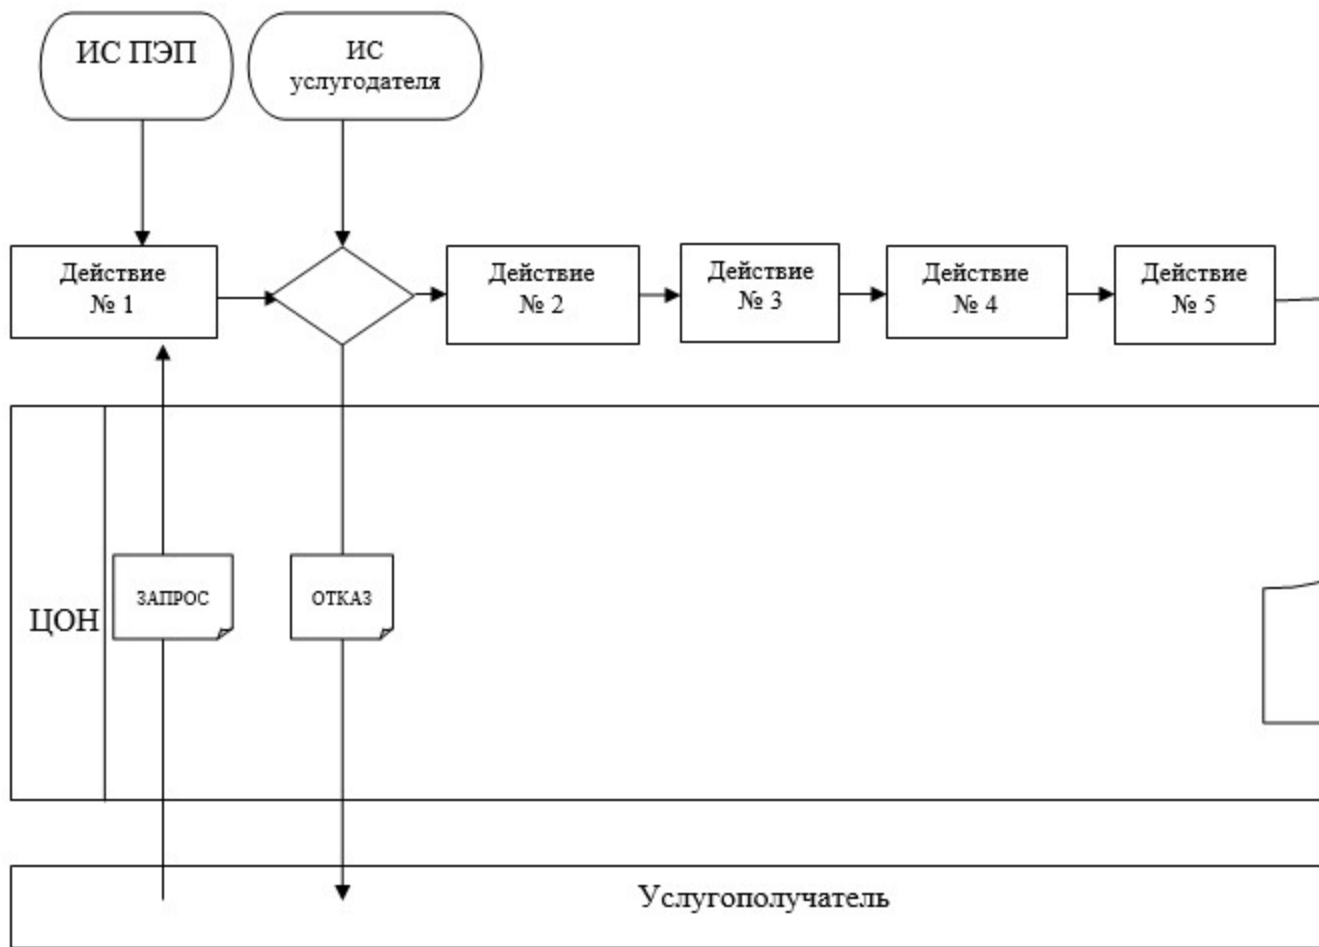 ИС ПЭП
ИС
услугодателя
Действие
№ 1
Действие
№ 2
Действие
№ 3
Действие
№ 4
Действие
№ 5
ЦОН
ЗАПРОС
ОТКАЗ
Услугополучатель